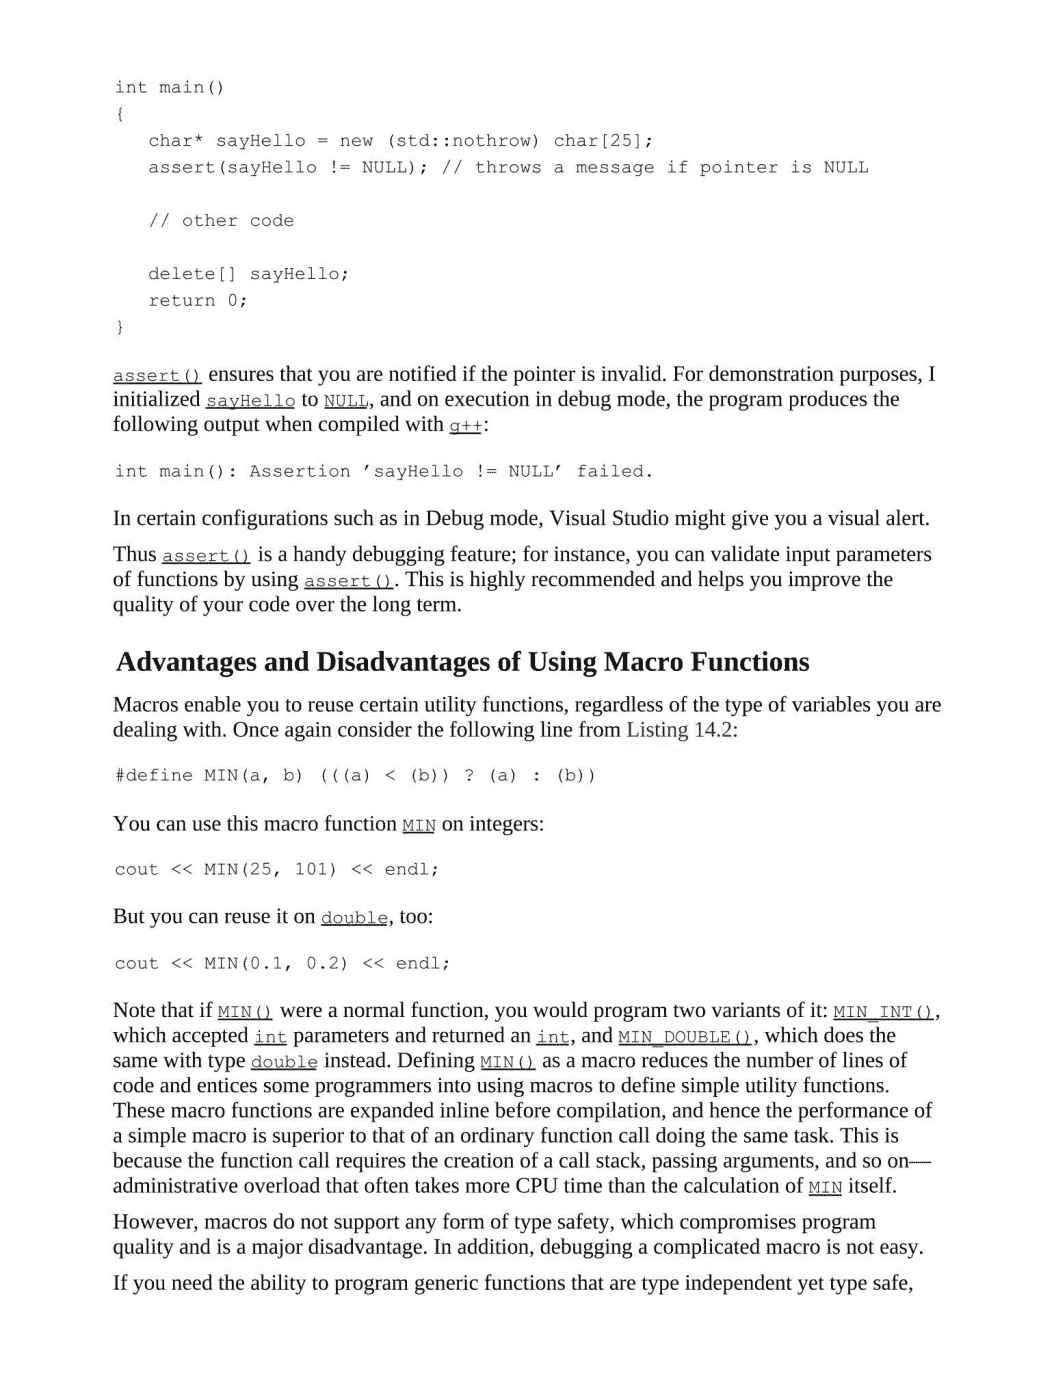 int main()
{
   char* sayHello = new (std::nothrow) char[25];
   assert(sayHello != NULL); // throws a message if pointer is NULL

   // other code

   delete[] sayHello;
   return 0;
}
assert() ensures that you are notified if the pointer is invalid. For demonstration purposes, I
initialized sayHello to NULL, and on execution in debug mode, the program produces the
following output when compiled with g++:
int main(): Assertion ’sayHello != NULL’ failed.
In certain configurations such as in Debug mode, Visual Studio might give you a visual alert.
Thus assert() is a handy debugging feature; for instance, you can validate input parameters
of functions by using assert(). This is highly recommended and helps you improve the
quality of your code over the long term.
Advantages and Disadvantages of Using Macro Functions
Macros enable you to reuse certain utility functions, regardless of the type of variables you are
dealing with. Once again consider the following line from Listing 14.2:
#define MIN(a, b) (((a) < (b)) ? (a) : (b))
You can use this macro function MIN on integers:
cout << MIN(25, 101) << endl;
But you can reuse it on double, too:
cout << MIN(0.1, 0.2) << endl;
Note that if MIN() were a normal function, you would program two variants of it: MIN_INT(),
which accepted int parameters and returned an int, and MIN_DOUBLE(), which does the
same with type double instead. Defining MIN() as a macro reduces the number of lines of
code and entices some programmers into using macros to define simple utility functions.
These macro functions are expanded inline before compilation, and hence the performance of
a simple macro is superior to that of an ordinary function call doing the same task. This is
because the function call requires the creation of a call stack, passing arguments, and so on—
administrative overload that often takes more CPU time than the calculation of MIN itself.
However, macros do not support any form of type safety, which compromises program
quality and is a major disadvantage. In addition, debugging a complicated macro is not easy.
If you need the ability to program generic functions that are type independent yet type safe,